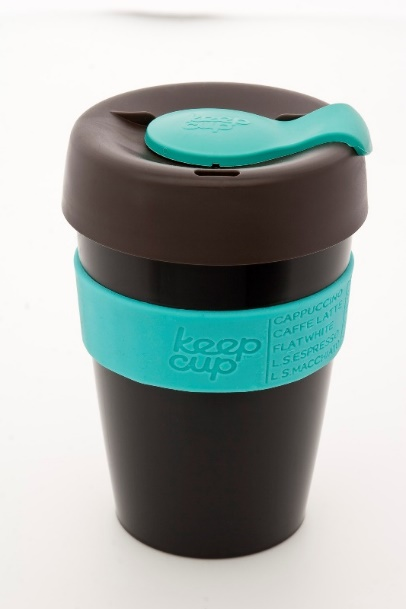 keep
cup
keep
cup
CAPPUCCINO
CAFFE LATTE
FLAT WHITE
L.S ESPRESSO
L.S MACCHIATO